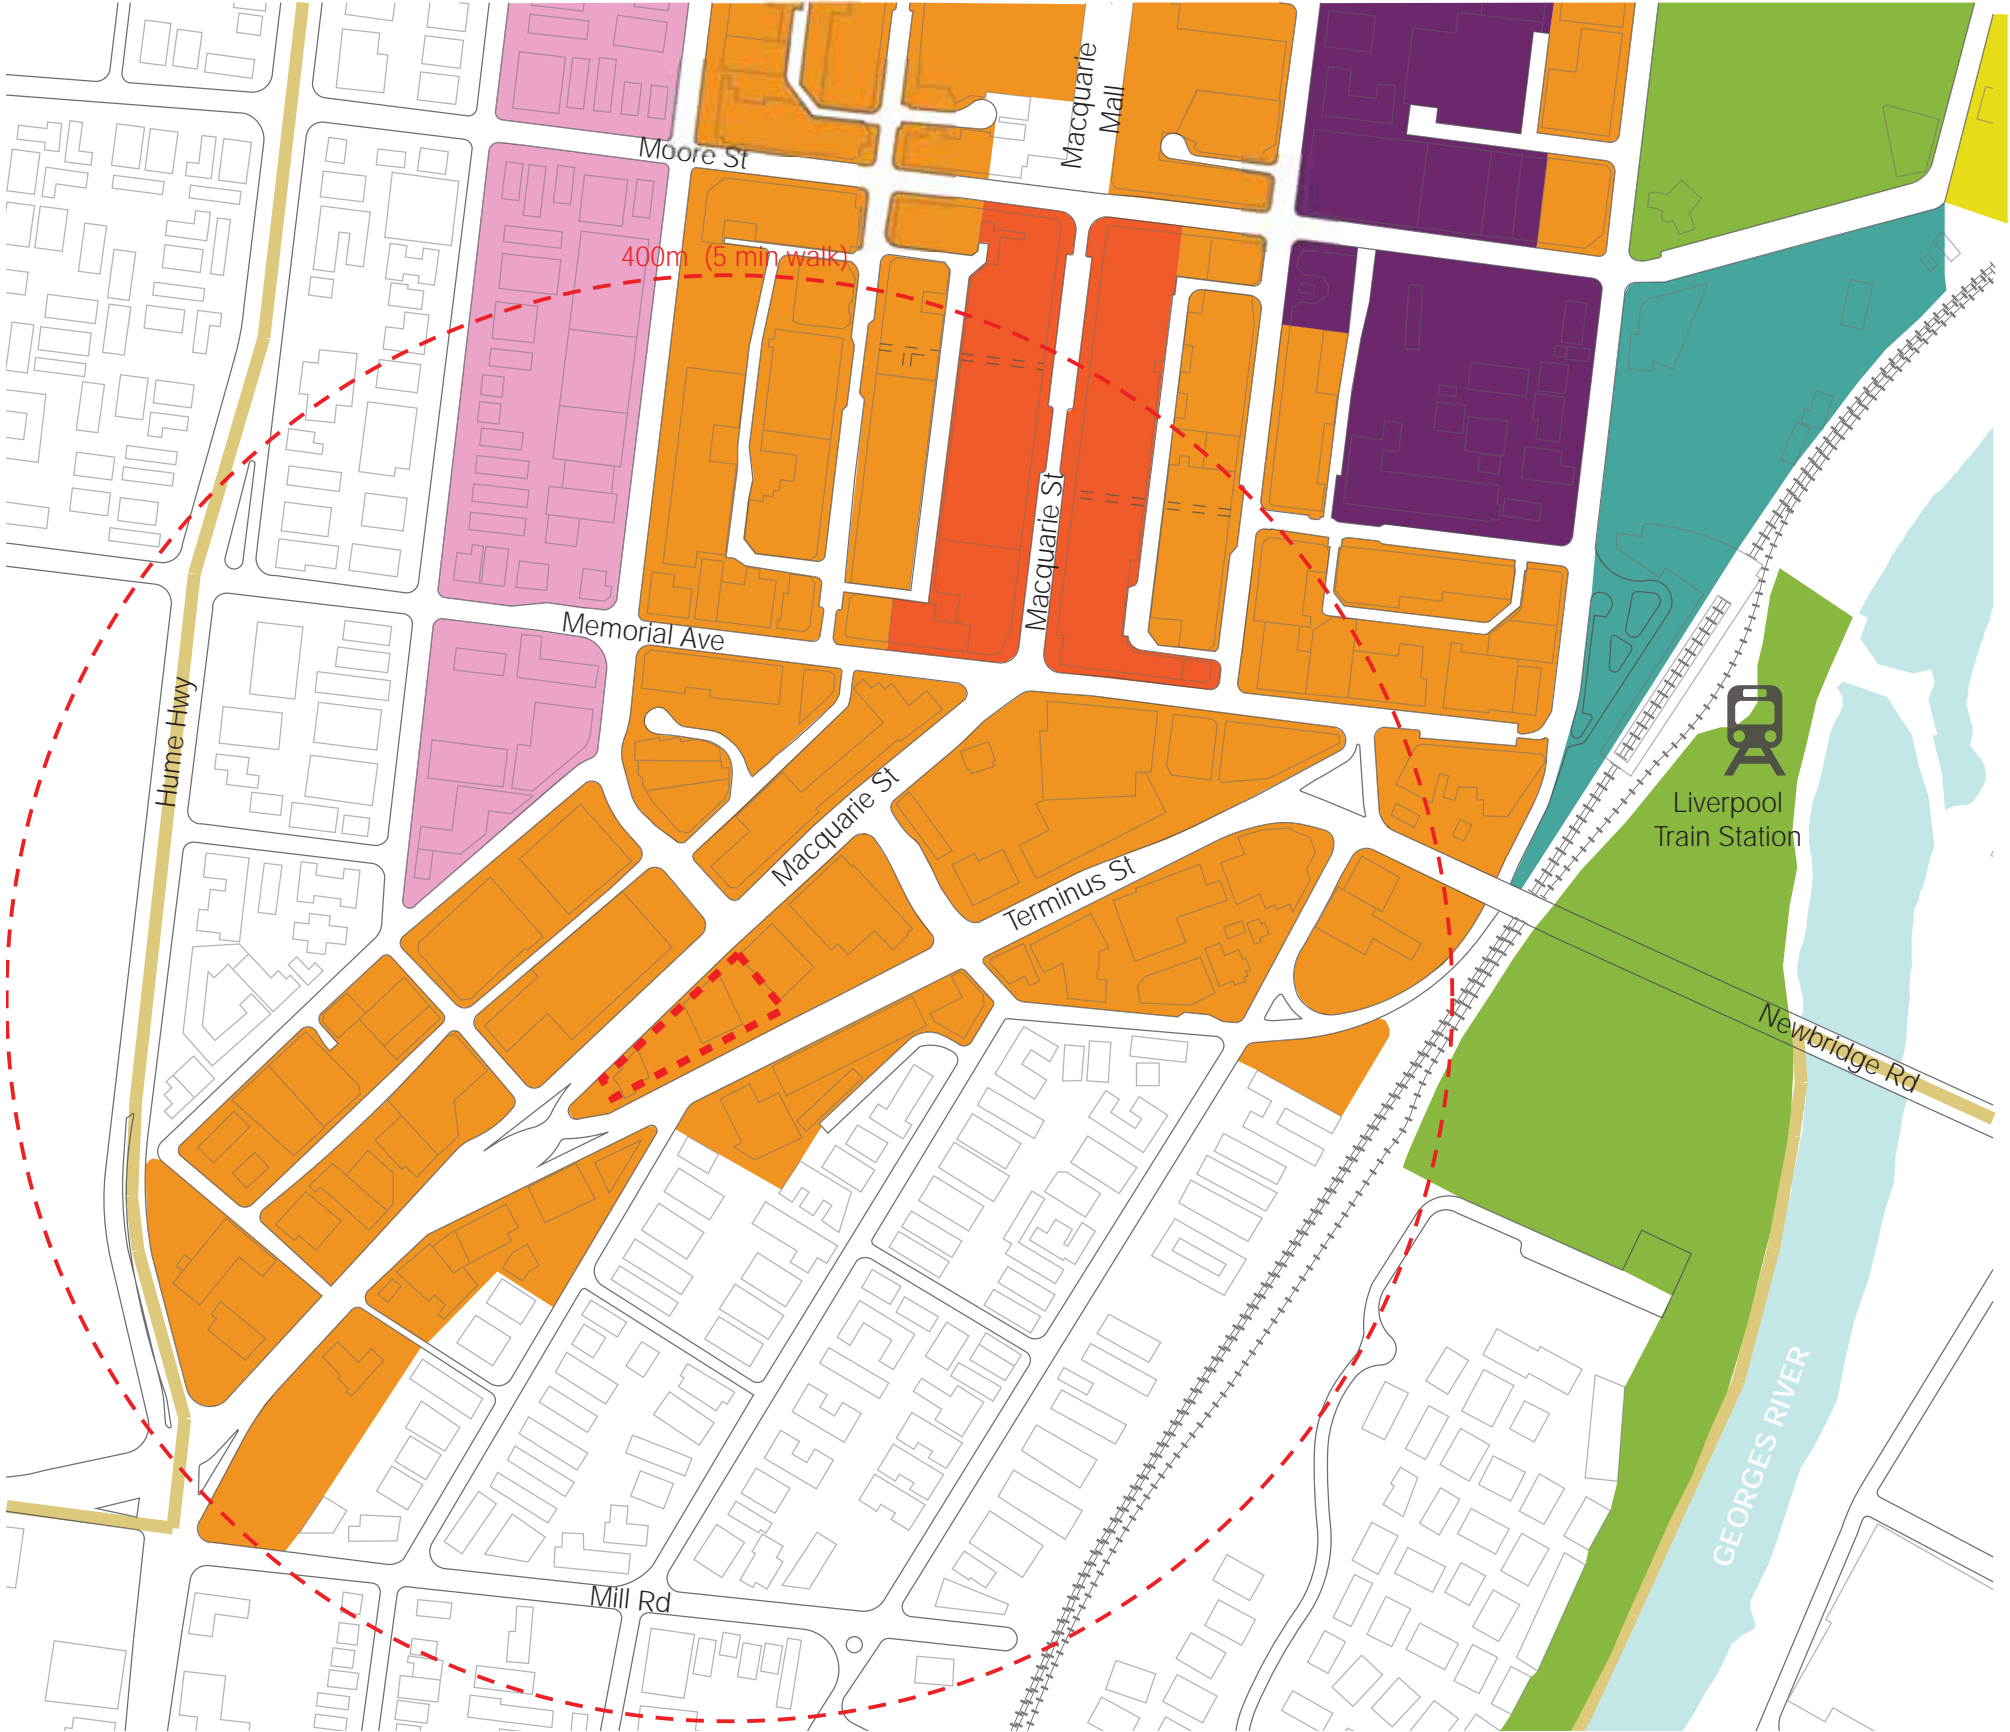 Macquarie
Mall
Moore St
400m (5 min walk)
Macquarie St
Memorial Ave
Hume Hwy
Macquarie St
Terminus St
Liverpool
Train Station
Newbridge Rd
GEORGES RIVER
Mill Rd